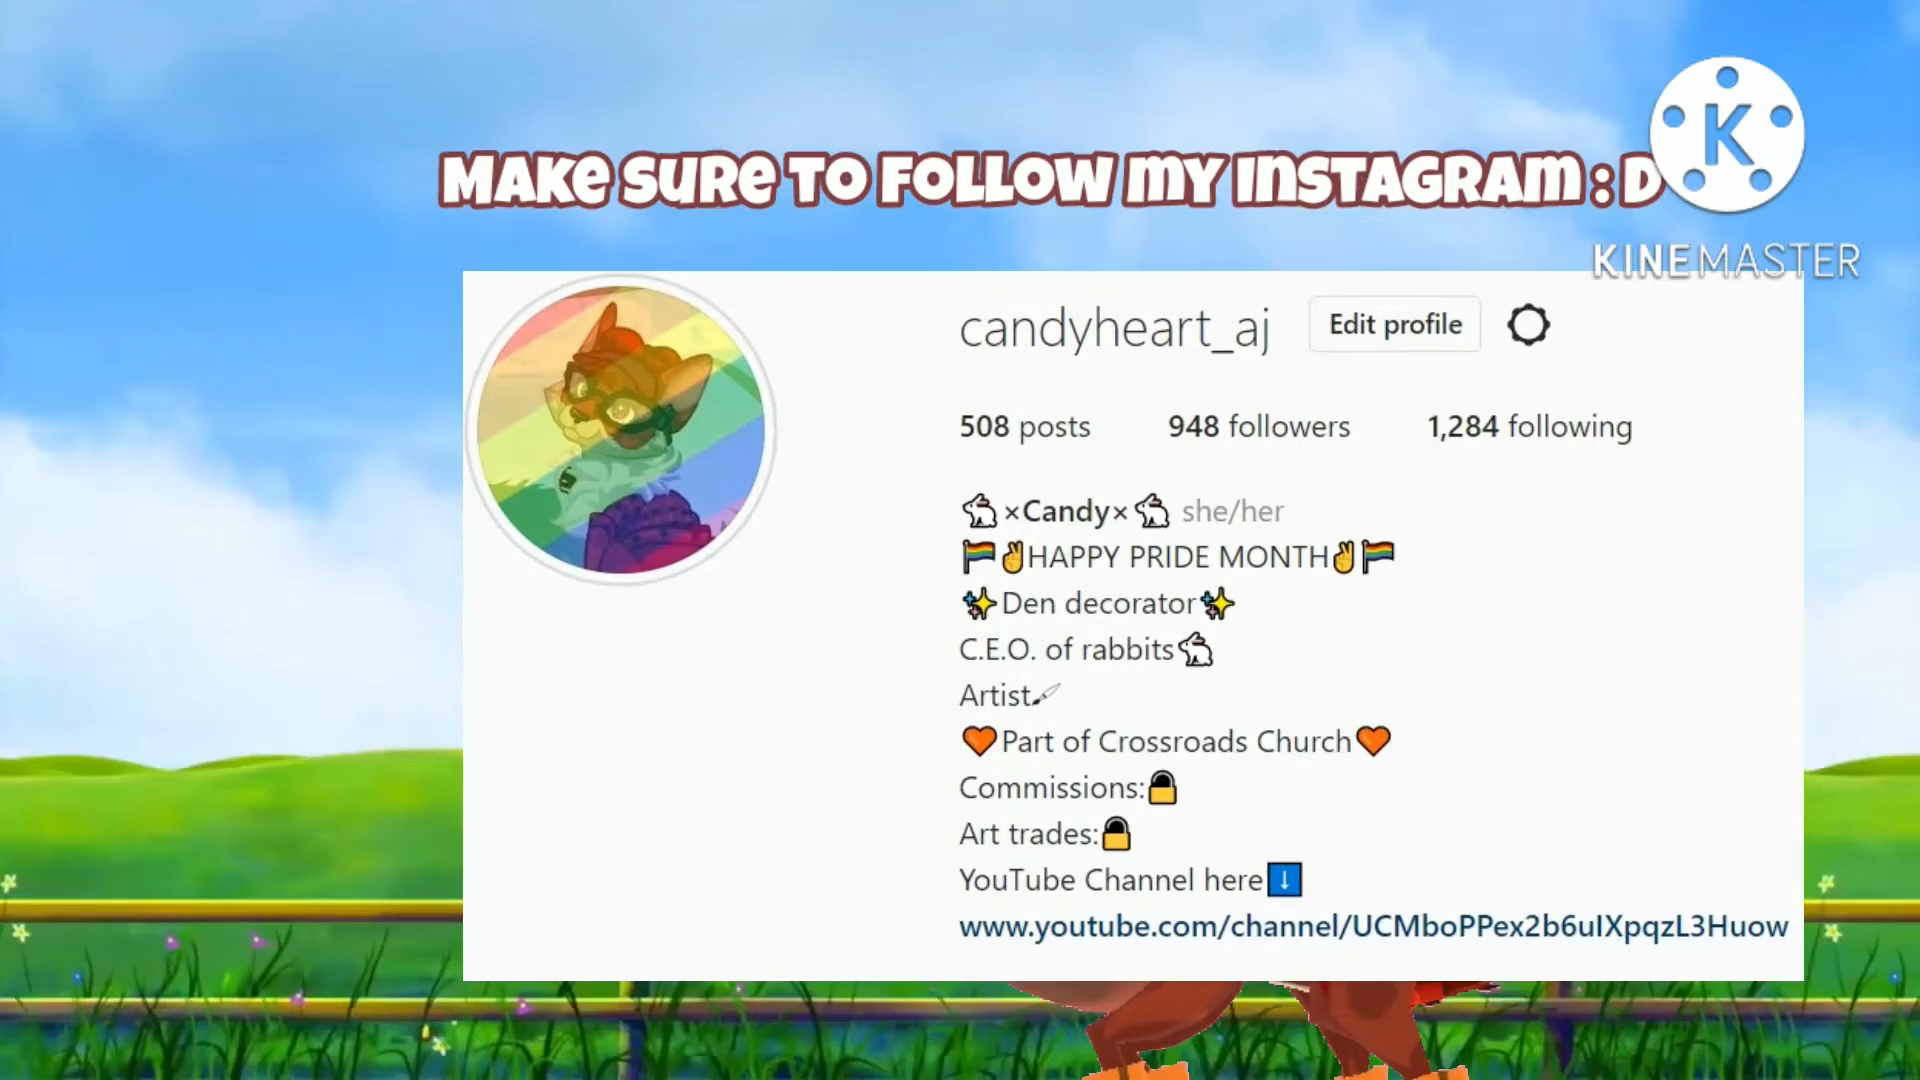 MAKE SURE TO FOLLOW MY INSTAGRAM : D
K
KINEMASTER
candyheart_aj Edit profile
508 posts 948 followers 1,284 following
🐇×Candy×🐇 she/her
🏳️‍🌈✌HAPPY PRIDE MONTH✌🏳️‍🌈
✨Den decorator✨
C.E.O. of rabbits🐇
Artist🖌
🧡Part of Crossroads Church🧡
Commissions:🔒
Art trades:🔒
YouTube Channel here⬇
www.youtube.com/channel/UCMboPPex2b6uIXpqzL3Huow